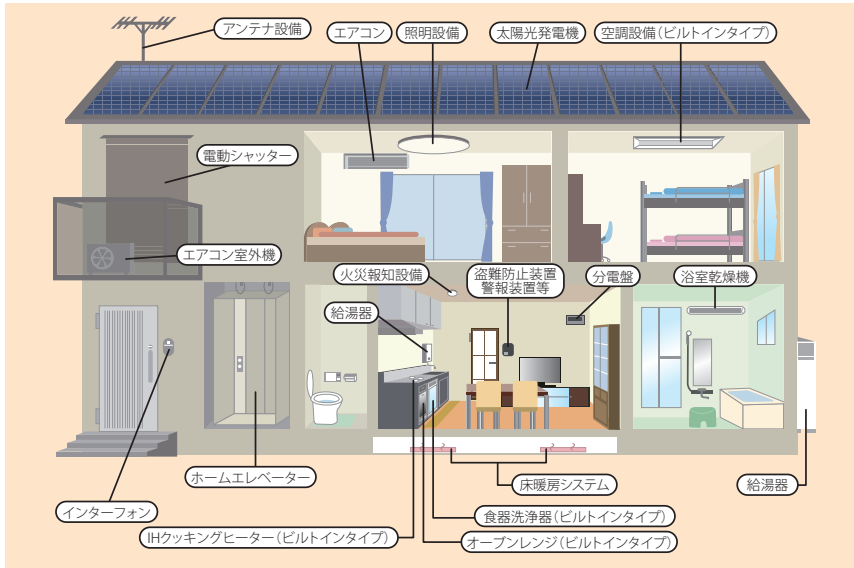 アンテナ設備
エアコン
照明設備
太陽光発電機
空調設備（ビルトインタイプ）
電動シャッター
エアコン室外機
火災報知設備
盗難防止装置
警報装置等
分電盤
浴室乾燥機
給湯器
ホームエレベーター
床暖房システム
給湯器
インターフォン
食器洗浄器（ビルトインタイプ）
IHクッキングヒーター（ビルトインタイプ）
オーブンレンジ（ビルトインタイプ）